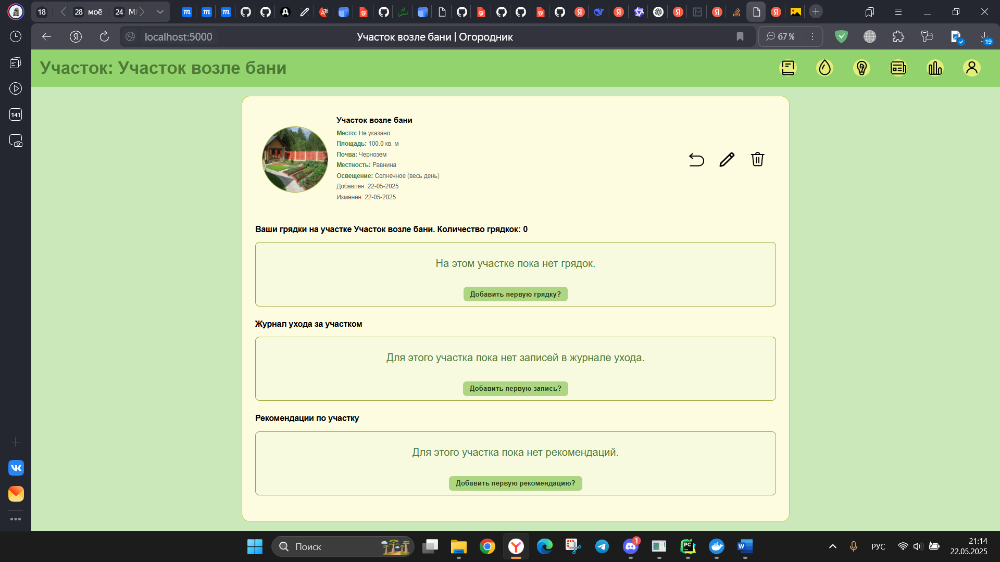 18
28 моё
24
localhost:5000
Участок возле бани | Огородник
67 %
19
141
Участок: Участок возле бани
Участок возле бани
Место: Не указано
Площадь: 100.0 кв. м
Почва: Чернозем
Местность: Равнина
Освещение: Солнечное (весь день)
Добавлен: 22-05-2025
Изменен: 22-05-2025
Ваши грядки на участке Участок возле бани. Количество грядкок: 0
На этом участке пока нет грядок.
Добавить первую грядку?
Журнал ухода за участком
Для этого участка пока нет записей в журнале ухода.
Добавить первую запись?
Рекомендации по участку
Для этого участка пока нет рекомендаций.
Добавить первую рекомендацию?
Поиск
1
РУС
21:14
22.05.2025